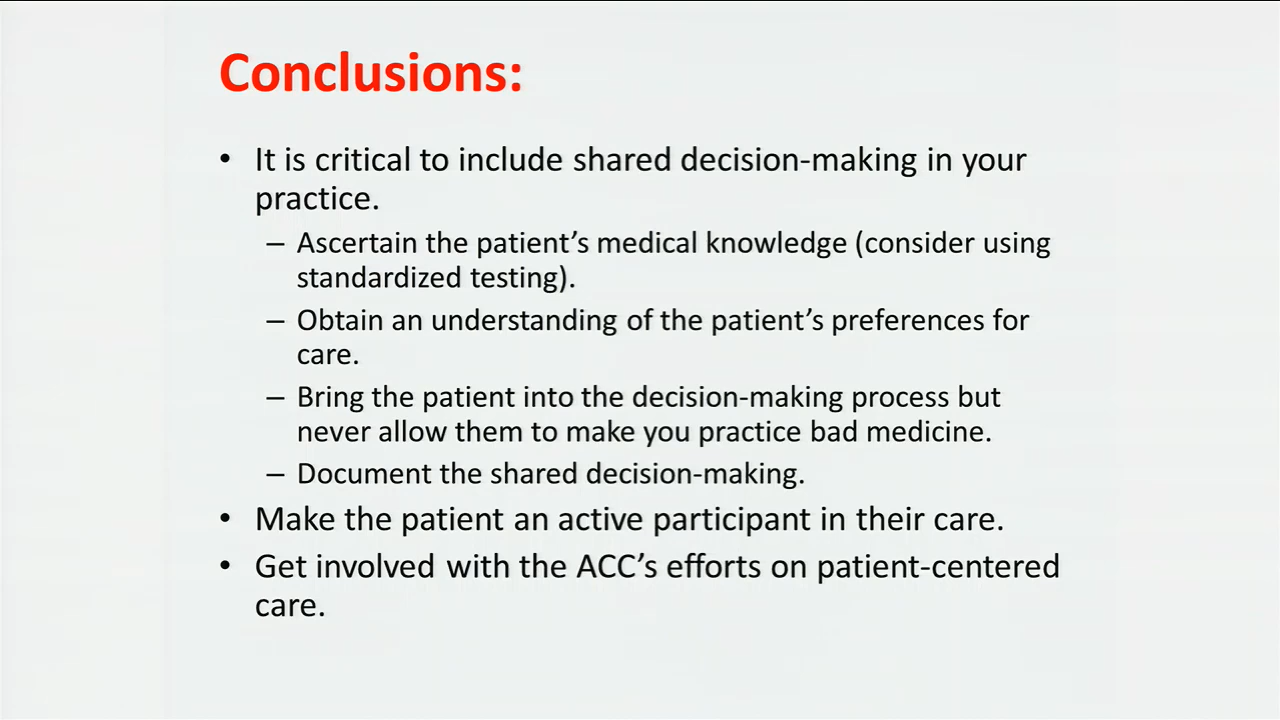 Conclusions:
• It is critical to include shared decision-making in your
practice.
– Ascertain the patient’s medical knowledge (consider using
standardized testing).
– Obtain an understanding of the patient’s preferences for
care.
– Bring the patient into the decision-making process but
never allow them to make you practice bad medicine.
– Document the shared decision-making.
• Make the patient an active participant in their care.
• Get involved with the ACC’s efforts on patient-centered
care.